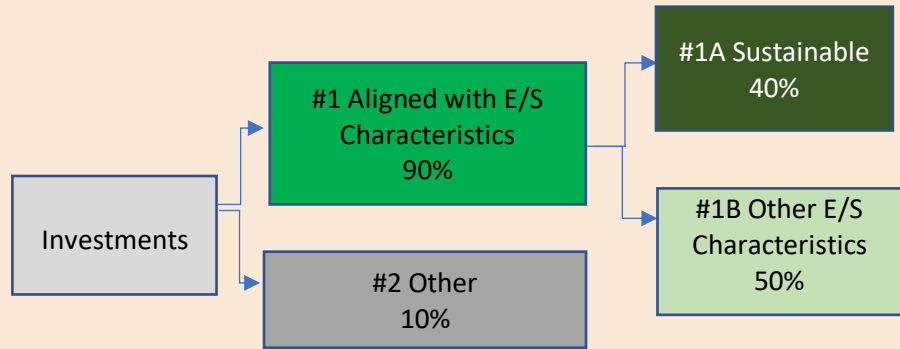 Investments
#1 Aligned with E/S
Characteristics
90%
#2 Other
10%
#1A Sustainable
40%
#1B Other E/S
Characteristics
50%